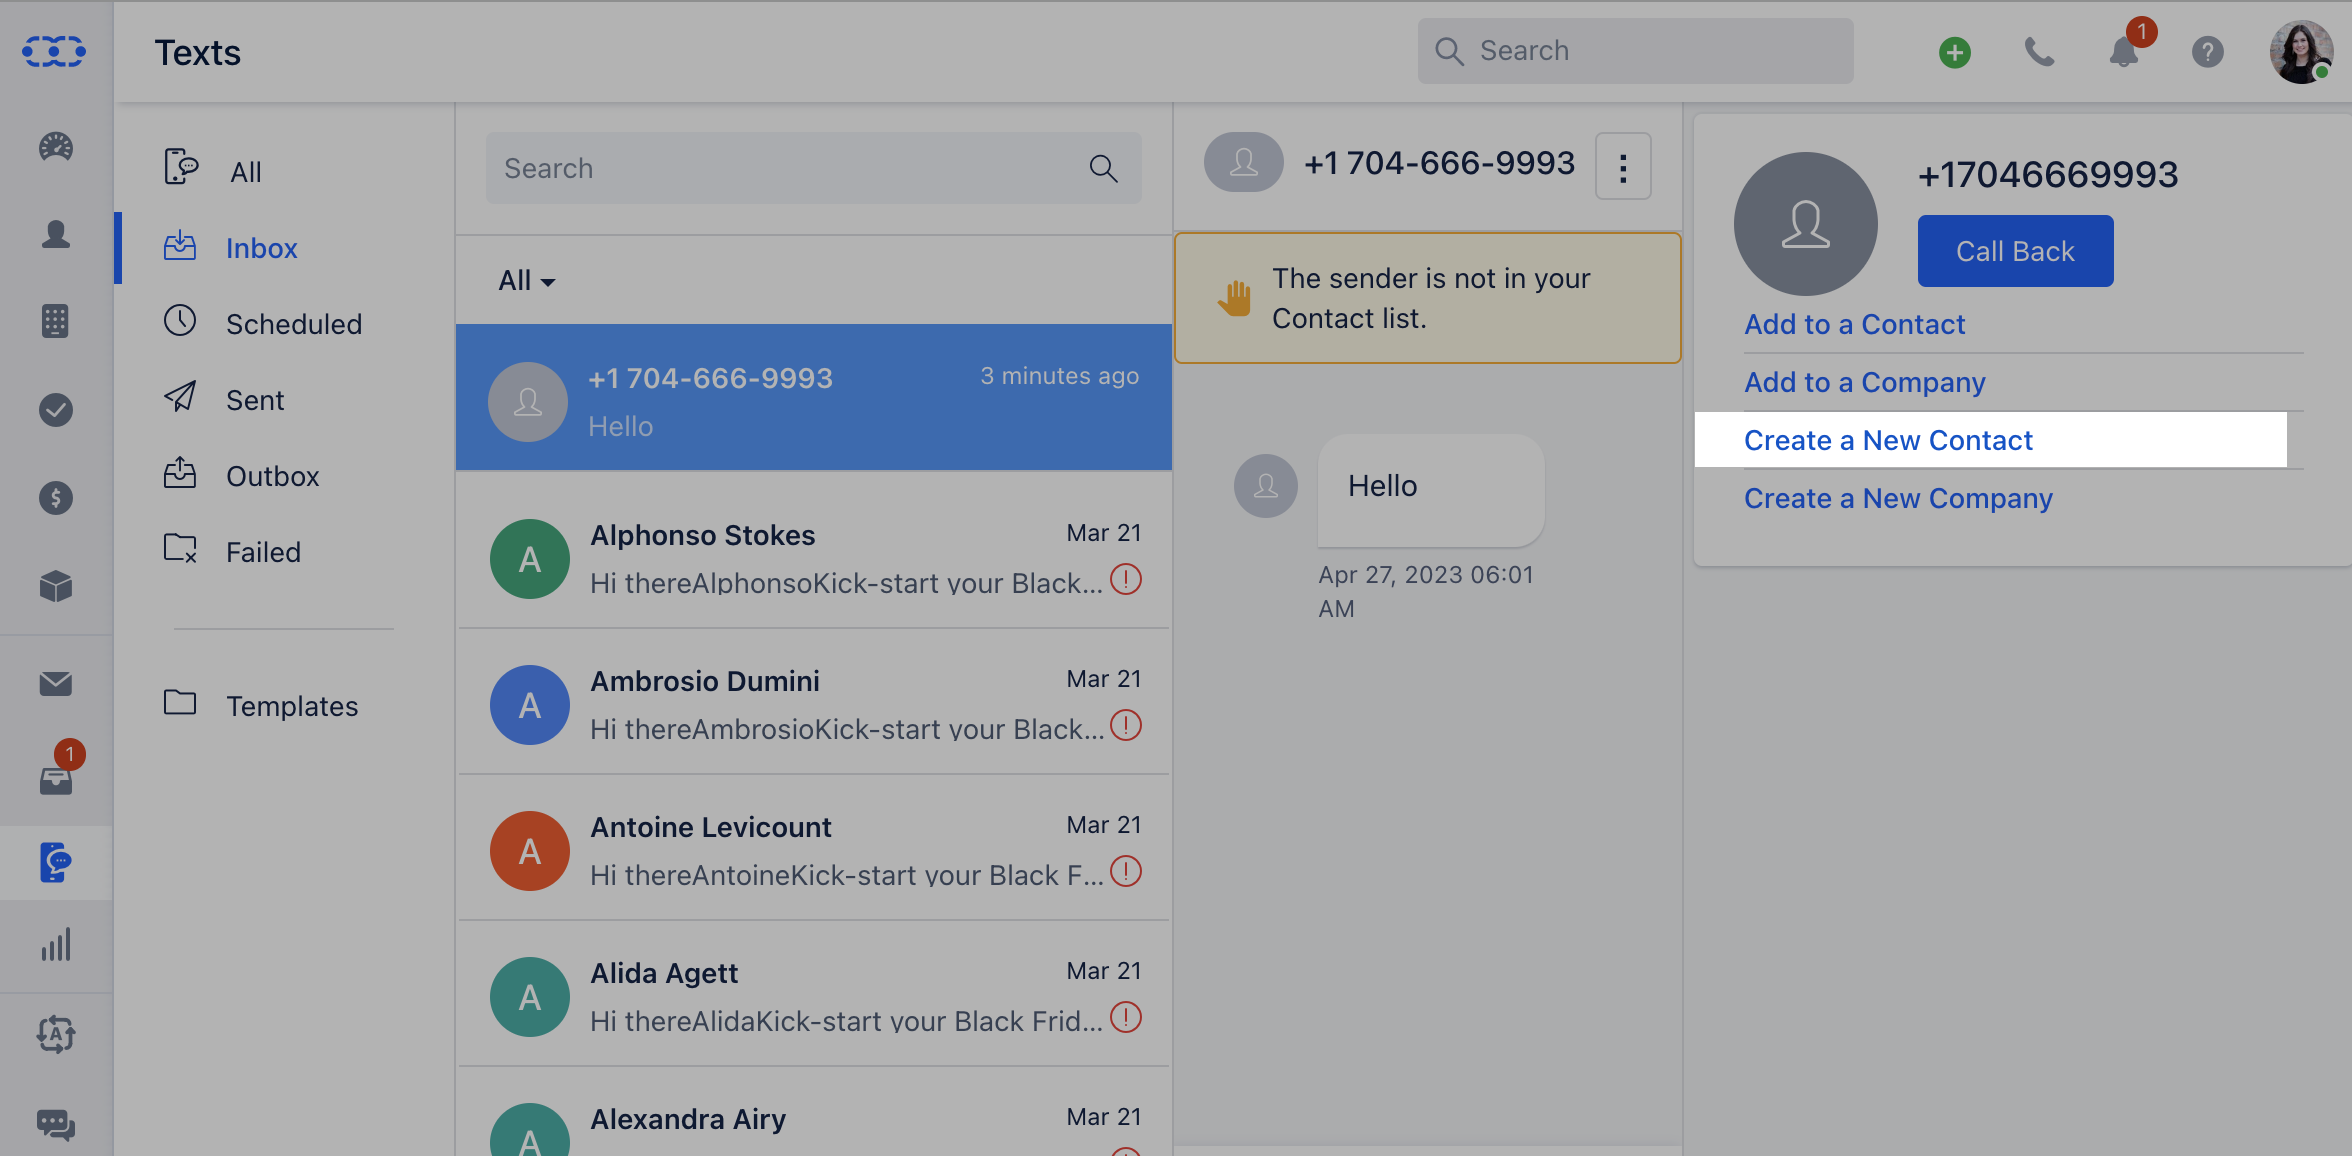 Texts
Search
1
All
Inbox
Scheduled
Sent
Outbox
Failed
Templates
1
A
Search
All
+1 704-666-9993
3 minutes ago
Hello
A
Alphonso Stokes
Mar 21
Hi thereAlphonsoKick-start your Black...
A
Ambrosio Dumini
Mar 21
Hi thereAmbrosioKick-start your Black...
A
Antoine Levicount
Mar 21
Hi thereAntoineKick-start your Black F...
A
Alida Agett
Mar 21
Hi thereAlidaKick-start your Black Frid...
A
Alexandra Airy
Mar 21
+1 704-666-9993
The sender is not in your
Contact list.
Hello
Apr 27, 2023 06:01
AM
+17046669993
Call Back
Add to a Contact
Add to a Company
Create a New Contact
Create a New Company